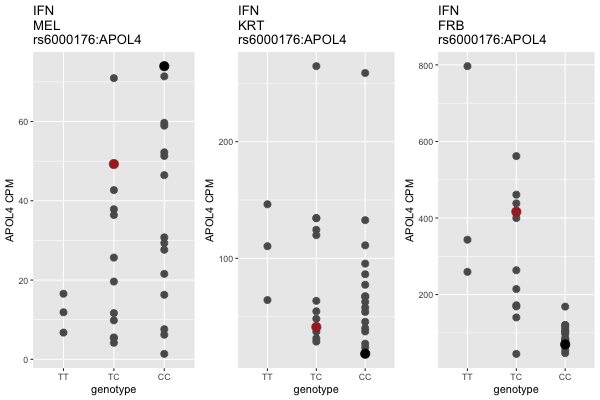 IFN
MEL
rs6000176:APOL4
APOL4 CPM
60
40
20
0
TT TC CC
genotype
IFN
KRT
rs6000176:APOL4
APOL4 CPM
200
100
TT TC CC
genotype
IFN
FRB
rs6000176:APOL4
APOL4 CPM
800
600
400
200
TT TC CC
genotype